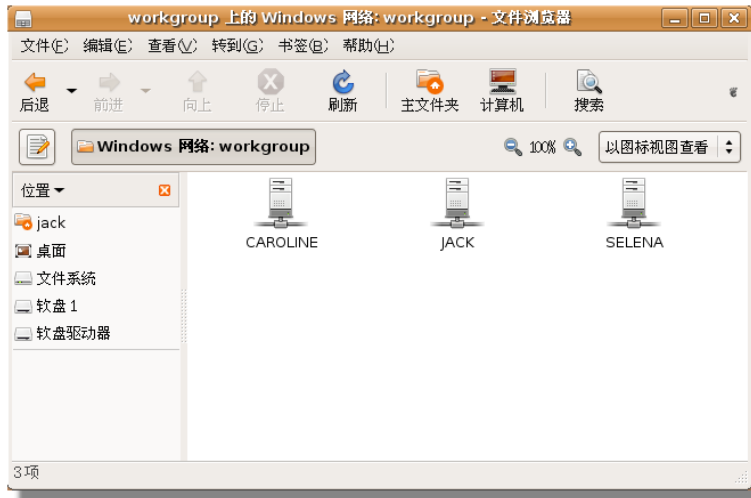 workgroup 上的 Windows 网络: workgroup - 文件浏览器
文件(F) 编辑(E) 查看(V) 转到(G) 书签(B) 帮助(H)
后退 前进 向上 停止 刷新 主文件夹 计算机 搜索
Windows 网络: workgroup 100% 以图标视图查看
位置
jack
桌面
文件系统
软盘 1
软盘驱动器
CAROLINE JACK SELENA
3项